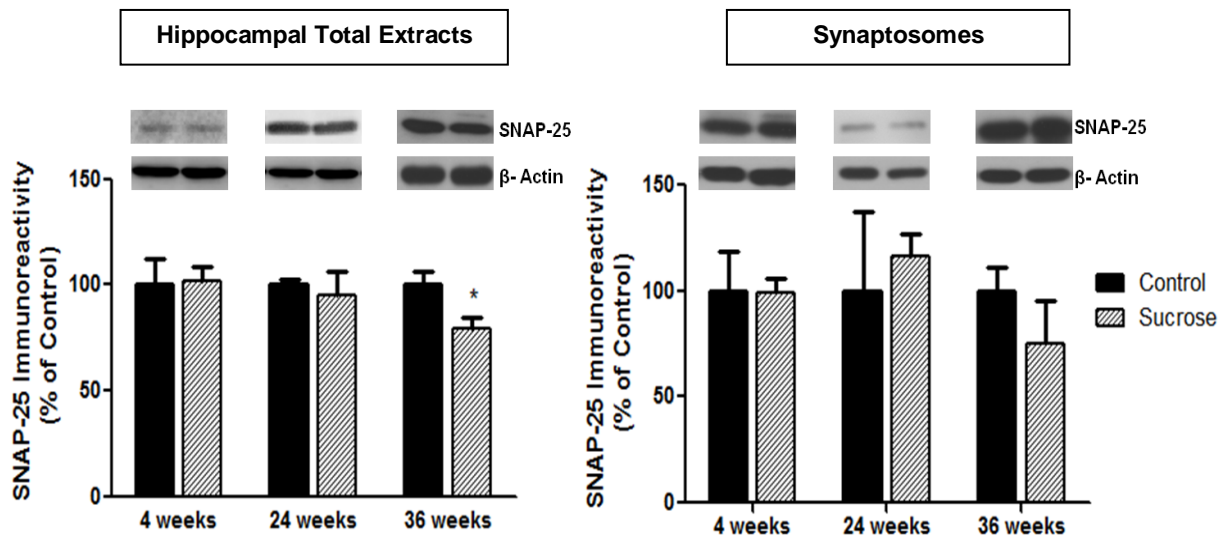 Hippocampal Total Extracts
SNAP-25
β- Actin
SNAP-25 Immunoreactivity
(% of Control)
150
100
50
0
*
4 weeks
24 weeks
36 weeks
Synaptosomes
SNAP-25
β- Actin
SNAP-25 Immunoreactivity
(% of Control)
150
100
50
0
4 weeks
24 weeks
36 weeks
Control
Sucrose